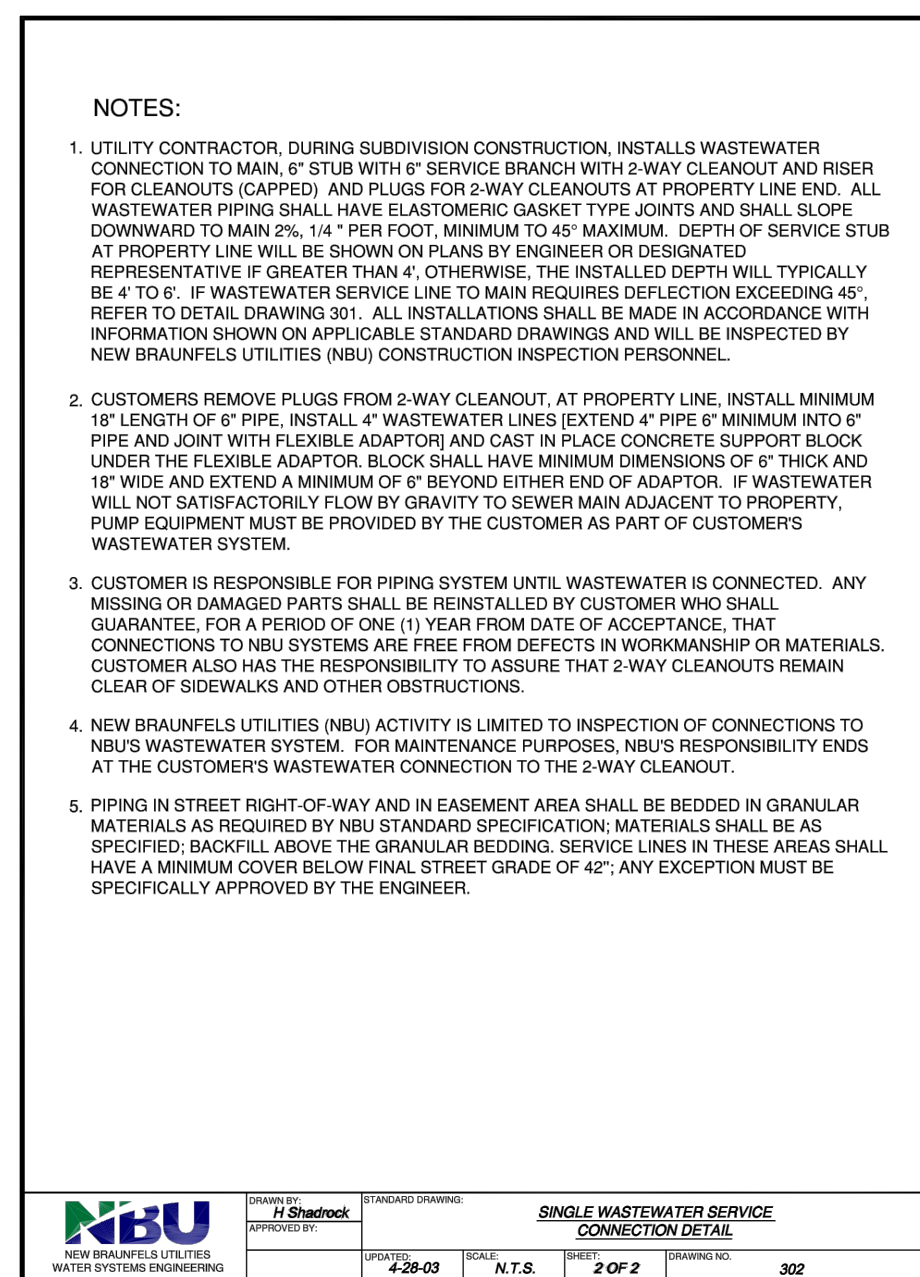 NOTES:
1. UTILITY CONTRACTOR, DURING SUBDIVISION CONSTRUCTION, INSTALLS WASTEWATER
CONNECTION TO MAIN, 6" STUB WITH 6" SERVICE BRANCH WITH 2-WAY CLEANOUT AND RISER
FOR CLEANOUTS (CAPPED) AND PLUGS FOR 2-WAY CLEANOUTS AT PROPERTY LINE END. ALL
WASTEWATER PIPING SHALL HAVE ELASTOMERIC GASKET TYPE JOINTS AND SHALL SLOPE
DOWNWARD TO MAIN 2%, 1/4 " PER FOOT, MINIMUM TO 45° MAXIMUM. DEPTH OF SERVICE STUB
AT PROPERTY LINE WILL BE SHOWN ON PLANS BY ENGINEER OR DESIGNATED
REPRESENTATIVE IF GREATER THAN 4', OTHERWISE, THE INSTALLED DEPTH WILL TYPICALLY
BE 4' TO 6'. IF WASTEWATER SERVICE LINE TO MAIN REQUIRES DEFLECTION EXCEEDING 45°,
REFER TO DETAIL DRAWING 301. ALL INSTALLATIONS SHALL BE MADE IN ACCORDANCE WITH
INFORMATION SHOWN ON APPLICABLE STANDARD DRAWINGS AND WILL BE INSPECTED BY
NEW BRAUNFELS UTILITIES (NBU) CONSTRUCTION INSPECTION PERSONNEL.
2. CUSTOMERS REMOVE PLUGS FROM 2-WAY CLEANOUT, AT PROPERTY LINE, INSTALL MINIMUM
18" LENGTH OF 6" PIPE, INSTALL 4" WASTEWATER LINES [EXTEND 4" PIPE 6" MINIMUM INTO 6"
PIPE AND JOINT WITH FLEXIBLE ADAPTOR] AND CAST IN PLACE CONCRETE SUPPORT BLOCK
UNDER THE FLEXIBLE ADAPTOR. BLOCK SHALL HAVE MINIMUM DIMENSIONS OF 6" THICK AND
18" WIDE AND EXTEND A MINIMUM OF 6" BEYOND EITHER END OF ADAPTOR. IF WASTEWATER
WILL NOT SATISFACTORILY FLOW BY GRAVITY TO SEWER MAIN ADJACENT TO PROPERTY,
PUMP EQUIPMENT MUST BE PROVIDED BY THE CUSTOMER AS PART OF CUSTOMER'S
WASTEWATER SYSTEM.
3. CUSTOMER IS RESPONSIBLE FOR PIPING SYSTEM UNTIL WASTEWATER IS CONNECTED. ANY
MISSING OR DAMAGED PARTS SHALL BE REINSTALLED BY CUSTOMER WHO SHALL
GUARANTEE, FOR A PERIOD OF ONE (1) YEAR FROM DATE OF ACCEPTANCE, THAT
CONNECTIONS TO NBU SYSTEMS ARE FREE FROM DEFECTS IN WORKMANSHIP OR MATERIALS.
CUSTOMER ALSO HAS THE RESPONSIBILITY TO ASSURE THAT 2-WAY CLEANOUTS REMAIN
CLEAR OF SIDEWALKS AND OTHER OBSTRUCTIONS.
4. NEW BRAUNFELS UTILITIES (NBU) ACTIVITY IS LIMITED TO INSPECTION OF CONNECTIONS TO
NBU'S WASTEWATER SYSTEM. FOR MAINTENANCE PURPOSES, NBU'S RESPONSIBILITY ENDS
AT THE CUSTOMER'S WASTEWATER CONNECTION TO THE 2-WAY CLEANOUT.
5. PIPING IN STREET RIGHT-OF-WAY AND IN EASEMENT AREA SHALL BE BEDDED IN GRANULAR
MATERIALS AS REQUIRED BY NBU STANDARD SPECIFICATION; MATERIALS SHALL BE AS
SPECIFIED; BACKFILL ABOVE THE GRANULAR BEDDING. SERVICE LINES IN THESE AREAS SHALL
HAVE A MINIMUM COVER BELOW FINAL STREET GRADE OF 42"; ANY EXCEPTION MUST BE
SPECIFICALLY APPROVED BY THE ENGINEER.
NBU
NEW BRAUNFELS UTILITIES
WATER SYSTEMS ENGINEERING
DRAWN BY:
H Shadrock
APPROVED BY:
STANDARD DRAWING:
SINGLE WASTEWATER SERVICE
CONNECTION DETAIL
UPDATED:
4-28-03
SCALE:
N.T.S.
SHEET:
2 OF 2
DRAWING NO.
302